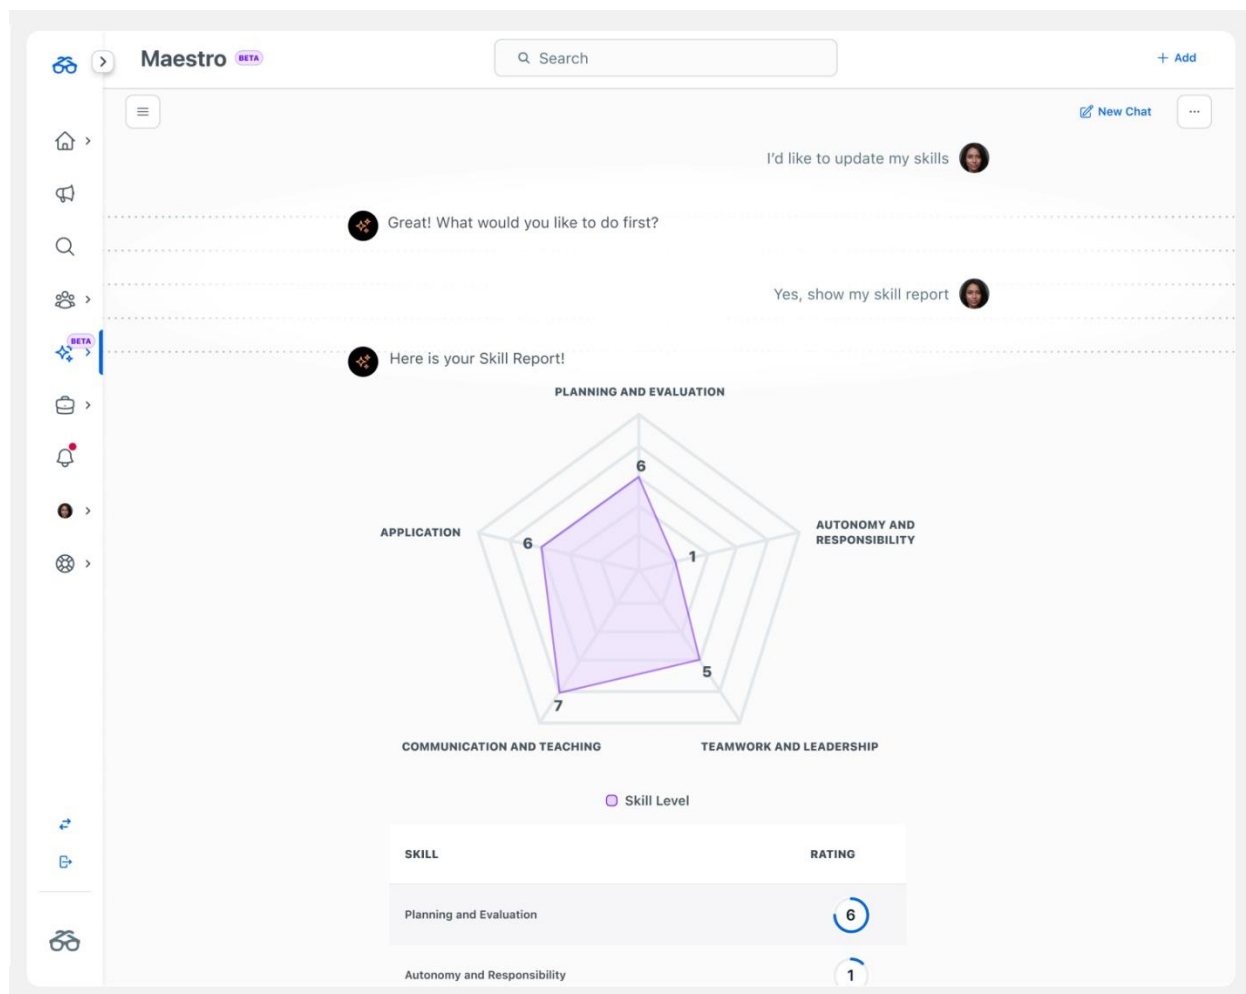 Maestro BETA
Search
+ Add
New Chat
I'd like to update my skills
Great! What would you like to do first?
Yes, show my skill report
BETA
Here is your Skill Report!
PLANNING AND EVALUATION
6
AUTONOMY AND
RESPONSIBILITY
APPLICATION
6
1
5
7
COMMUNICATION AND TEACHING
TEAMWORK AND LEADERSHIP
Skill Level
SKILL RATING
Planning and Evaluation 6
Autonomy and Responsibility 1